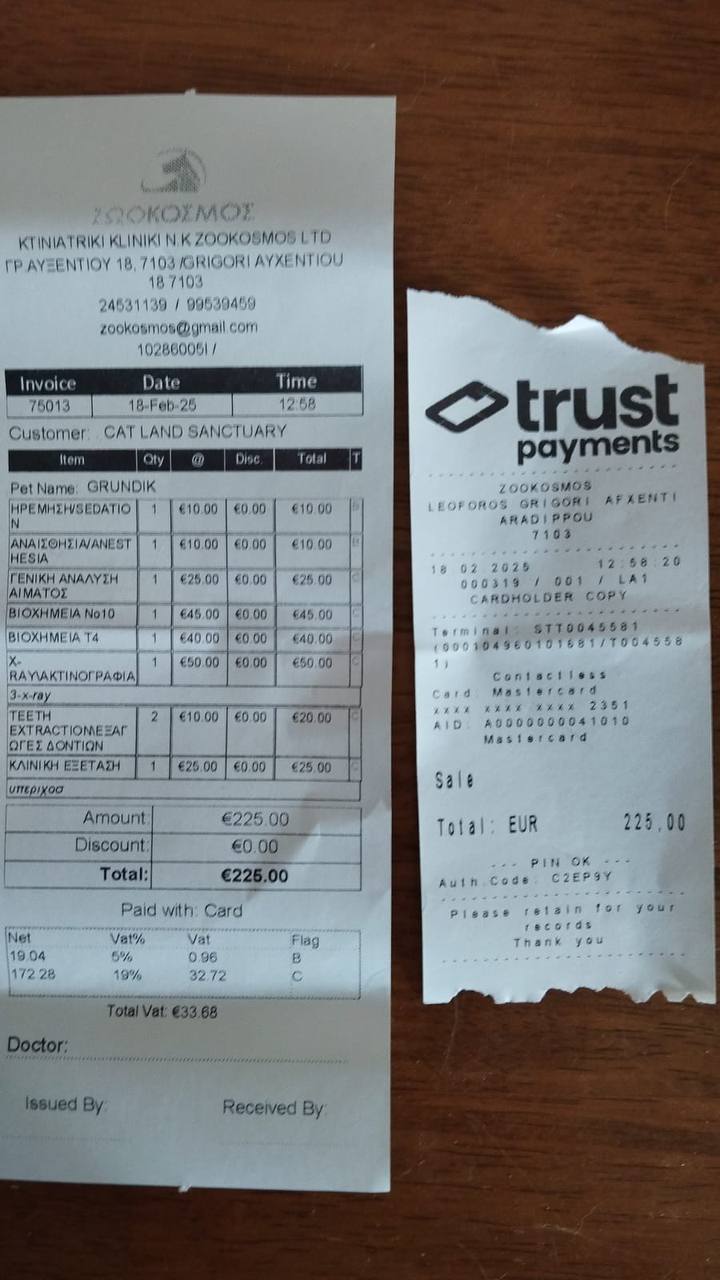 ΖΩΟΚΟΣΜΟΣ
KTINIATRIKI KLINIKI N.K ZOOKOSMOS LTD
ΓΡ.ΑΥΞΕΝΤΙΟΥ 18, 7103 /GRIGORI AYXENTIOU
18 7103
24531139 / 99539459
zookosmos@gmail.com
10286005I /
Invoice Date Time
75013 18-Feb-25 12:58
Customer: CAT LAND SANCTUARY
Item Qty @ Disc. Total T
Pet Name: GRUNDIK
ΗΡΕΜΗΣΗ/SEDATIO 1 €10.00 €0.00 €10.00 B
N
ΑΝΑΙΣΘΗΣΙΑ/ANEST 1 €10.00 €0.00 €10.00 B
HESIA
ΓΕΝΙΚΗ ΑΝΑΛΥΣΗ 1 €25.00 €0.00 €25.00 C
ΑΙΜΑΤΟΣ
ΒΙΟΧΗΜΕΙΑ Νο10 1 €45.00 €0.00 €45.00 C
ΒΙΟΧΗΜΕΙΑ Τ4 1 €40.00 €0.00 €40.00 C
X- 1 €50.00 €0.00 €50.00 C
RAY\ΑΚΤΙΝΟΓΡΑΦΙΑ
3-x-ray
TEETH 2 €10.00 €0.00 €20.00 C
EXTRACTION\ΕΞΑΓ
ΩΓΕΣ ΔΟΝΤΙΩΝ
ΚΛΙΝΙΚΗ ΕΞΕΤΑΣΗ 1 €25.00 €0.00 €25.00 C
υπεριχοσ
Amount: €225.00
Discount: €0.00
Total: €225.00
Paid with: Card
Net Vat% Vat Flag
19.04 5% 0.96 B
172.28 19% 32.72 C
Total Vat: €33.68
Doctor:
Issued By: Received By:
trust
payments
ZOOKOSMOS
LEOFOROS GRIGORI AFXENTI
ARADIPPOU
7103
18 02 2025 12:58:20
000319 / 001 / LA1
CARDHOLDER COPY
Terminal: STT0045581
(000104960101681/T004558
1)
Contactless
Card: Mastercard
xxxx xxxx xxxx 2351
AID: A0000000041010
Mastercard
Sale
Total: EUR 225,00
--- PIN OK ---
Auth.Code: C2EP9Y
Please retain for your
records
Thank you